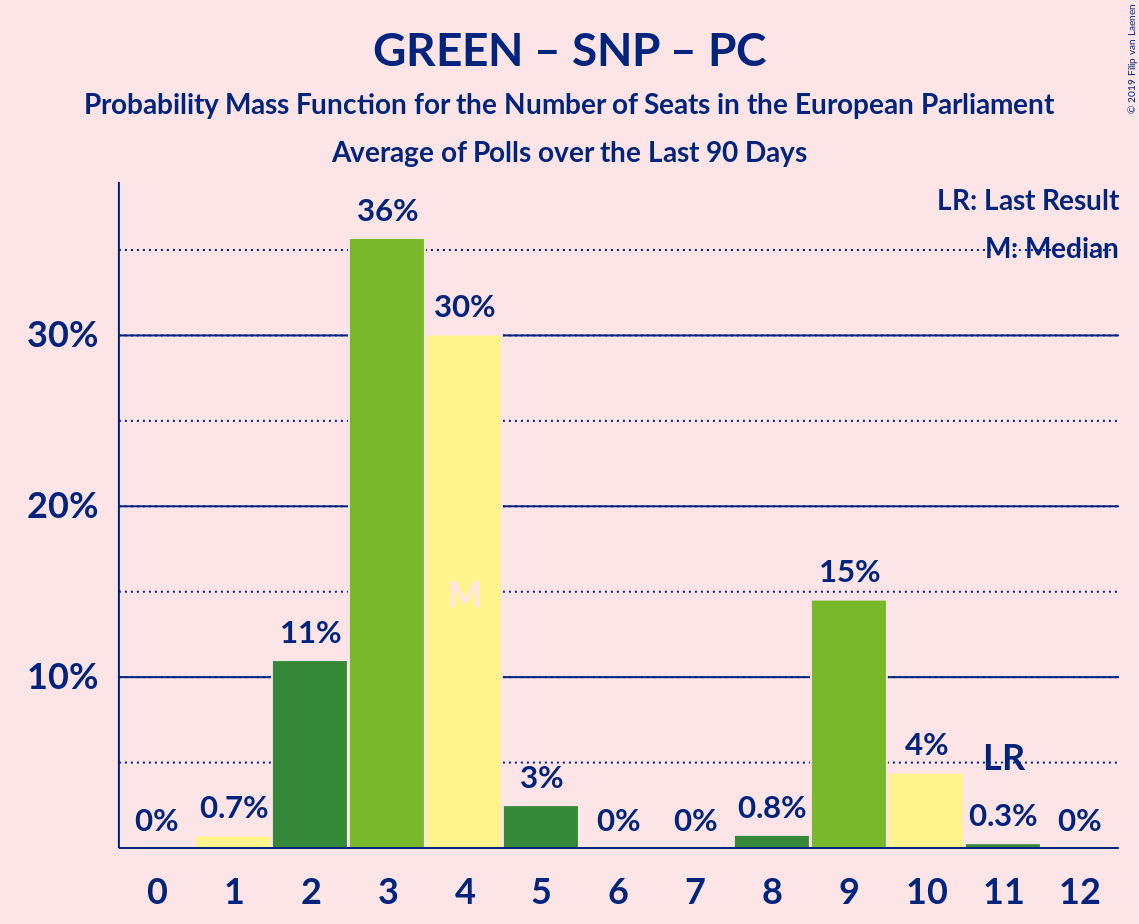 GREEN – SNP – PC
Probability Mass Function for the Number of Seats in the European Parliament
Average of Polls over the Last 90 Days
© 2019 Filip van Laenen
LR: Last Result
M: Median
36%
30%
30%
20%
15%
M
11%
10%
4%
LR
3%
0%
0.7%
0%
0%
0.8%
0.3%
0%
0 1 2 3 4 5 6 7 8 9 10 11 12